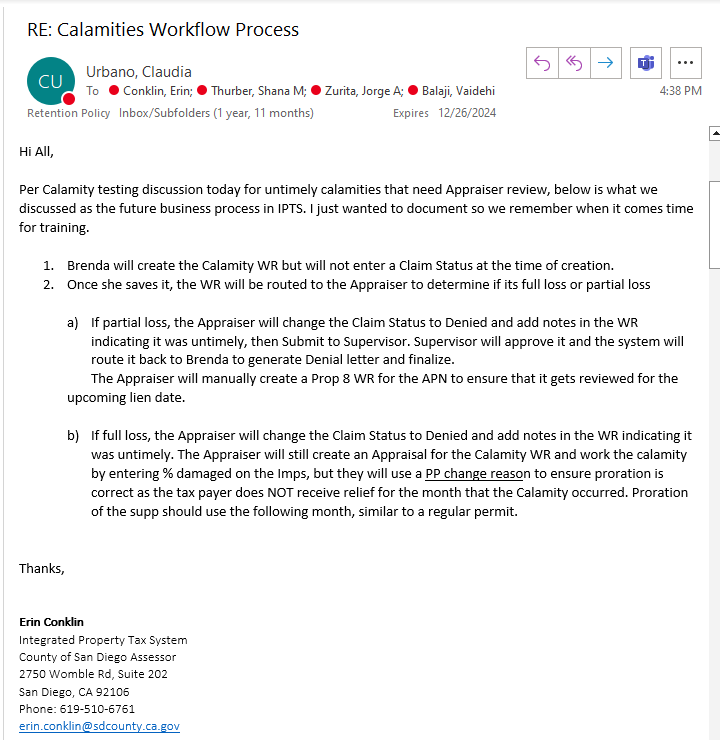 RE: Calamities Workflow Process
CU
Urbano, Claudia
To Conklin, Erin; Thurber, Shana M; Zurita, Jorge A; Balaji, Vaidehi
4:38 PM
Retention Policy Inbox/Subfolders (1 year, 11 months) Expires 12/26/2024
Hi All,
Per Calamity testing discussion today for untimely calamities that need Appraiser review, below is what we
discussed as the future business process in IPTS. I just wanted to document so we remember when it comes time
for training.
1. Brenda will create the Calamity WR but will not enter a Claim Status at the time of creation.
2. Once she saves it, the WR will be routed to the Appraiser to determine if its full loss or partial loss
a) If partial loss, the Appraiser will change the Claim Status to Denied and add notes in the WR
indicating it was untimely, then Submit to Supervisor. Supervisor will approve it and the system will
route it back to Brenda to generate Denial letter and finalize.
The Appraiser will manually create a Prop 8 WR for the APN to ensure that it gets reviewed for the
upcoming lien date.
b) If full loss, the Appraiser will change the Claim Status to Denied and add notes in the WR indicating it
was untimely. The Appraiser will still create an Appraisal for the Calamity WR and work the calamity
by entering % damaged on the Imps, but they will use a PP change reason to ensure proration is
correct as the tax payer does NOT receive relief for the month that the Calamity occurred. Proration
of the supp should use the following month, similar to a regular permit.
Thanks,
Erin Conklin
Integrated Property Tax System
County of San Diego Assessor
2750 Womble Rd, Suite 202
San Diego, CA 92106
Phone: 619-510-6761
erin.conklin@sdcounty.ca.gov